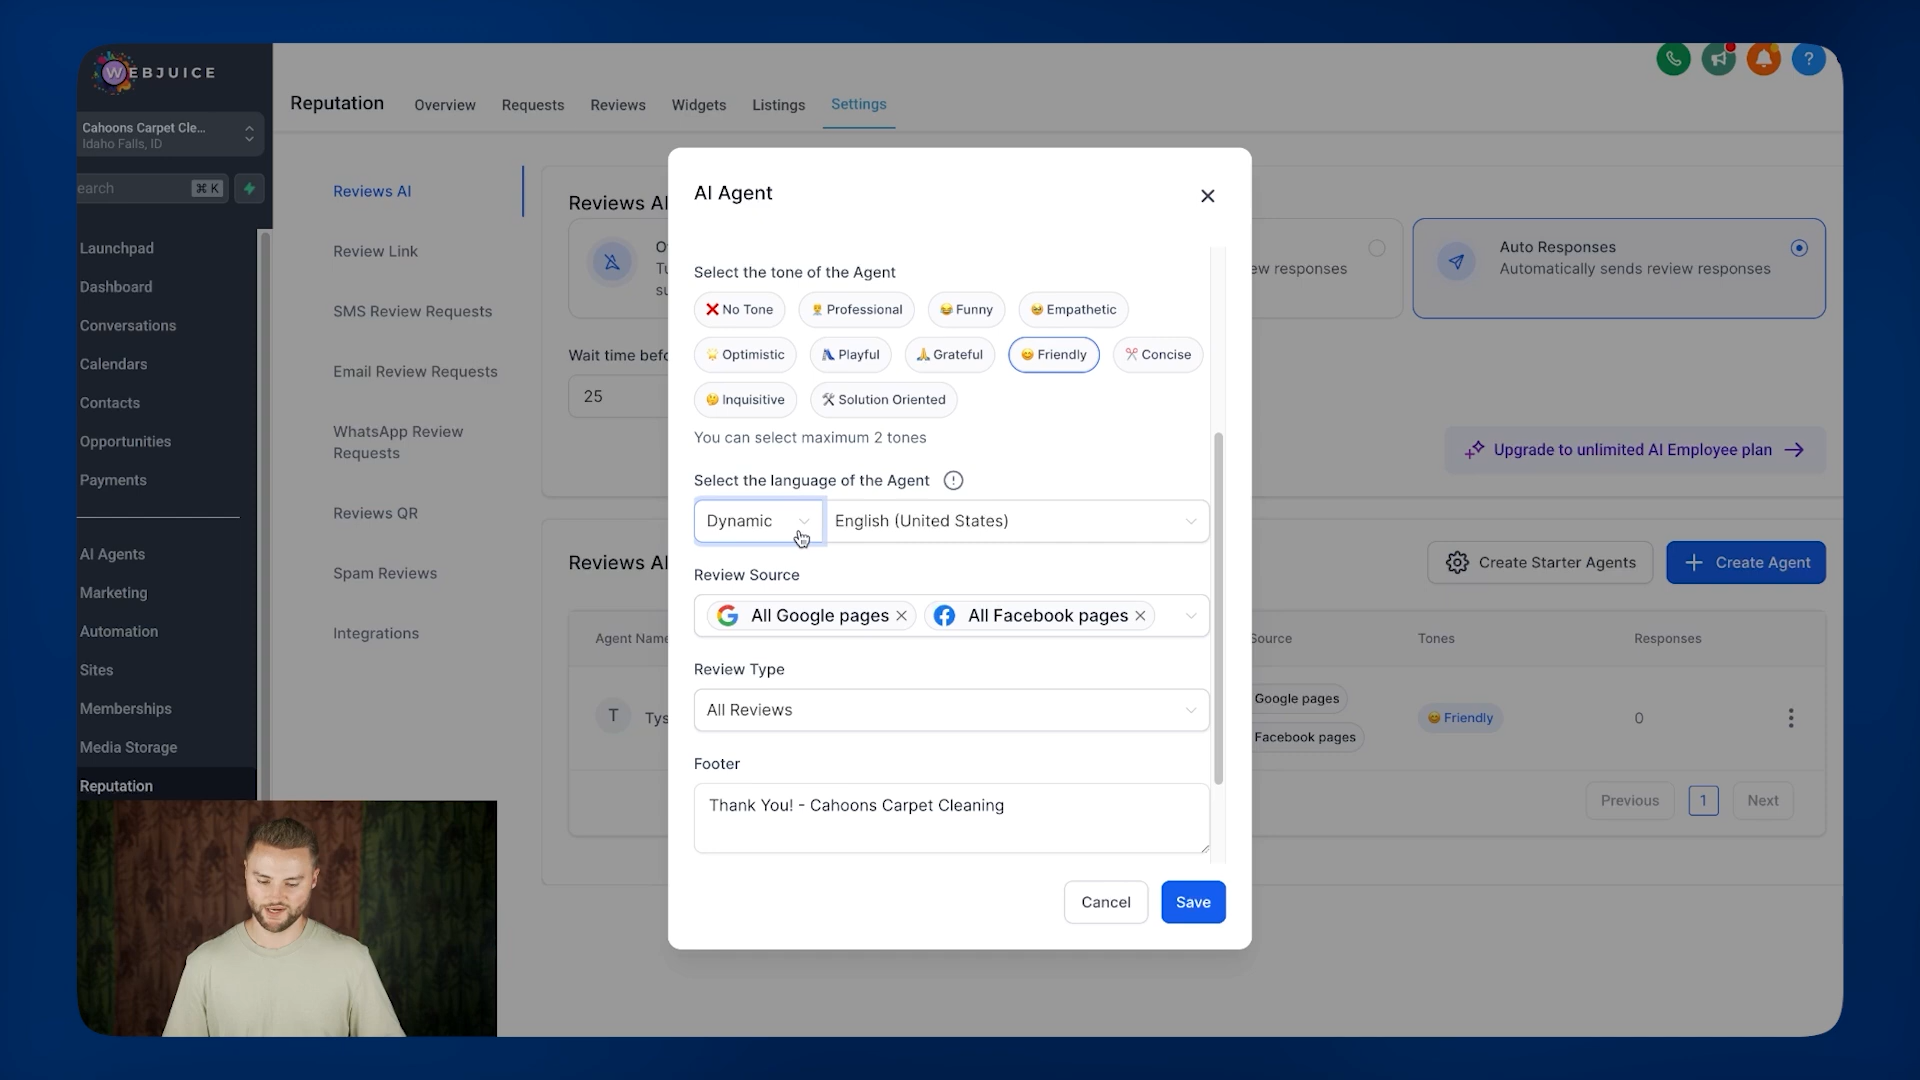 WEBJUICE
Cahoons Carpet Cle...
Idaho Falls, ID
earch
⌘ K
Launchpad
Dashboard
Conversations
Calendars
Contacts
Opportunities
Payments
AI Agents
Marketing
Automation
Sites
Memberships
Media Storage
Reputation
Reputation
Overview
Requests
Reviews
Widgets
Listings
Settings
?
Reviews AI
Review Link
SMS Review Requests
Email Review Requests
WhatsApp Review
Requests
Reviews QR
Spam Reviews
Integrations
Reviews AI
Auto Responses
Automatically sends review responses
ew responses
Wait time befo
25
Upgrade to unlimited AI Employee plan
Reviews AI
Create Starter Agents
+ Create Agent
Agent Name
Source
Tones
Responses
T
Tys
Google pages
Facebook pages
Friendly
0
Previous
1
Next
AI Agent
Select the tone of the Agent
No Tone
Professional
Funny
Empathetic
Optimistic
Playful
Grateful
Friendly
Concise
Inquisitive
Solution Oriented
You can select maximum 2 tones
Select the language of the Agent
Dynamic
English (United States)
Review Source
All Google pages
All Facebook pages
Review Type
All Reviews
Footer
Thank You! - Cahoons Carpet Cleaning
Cancel
Save